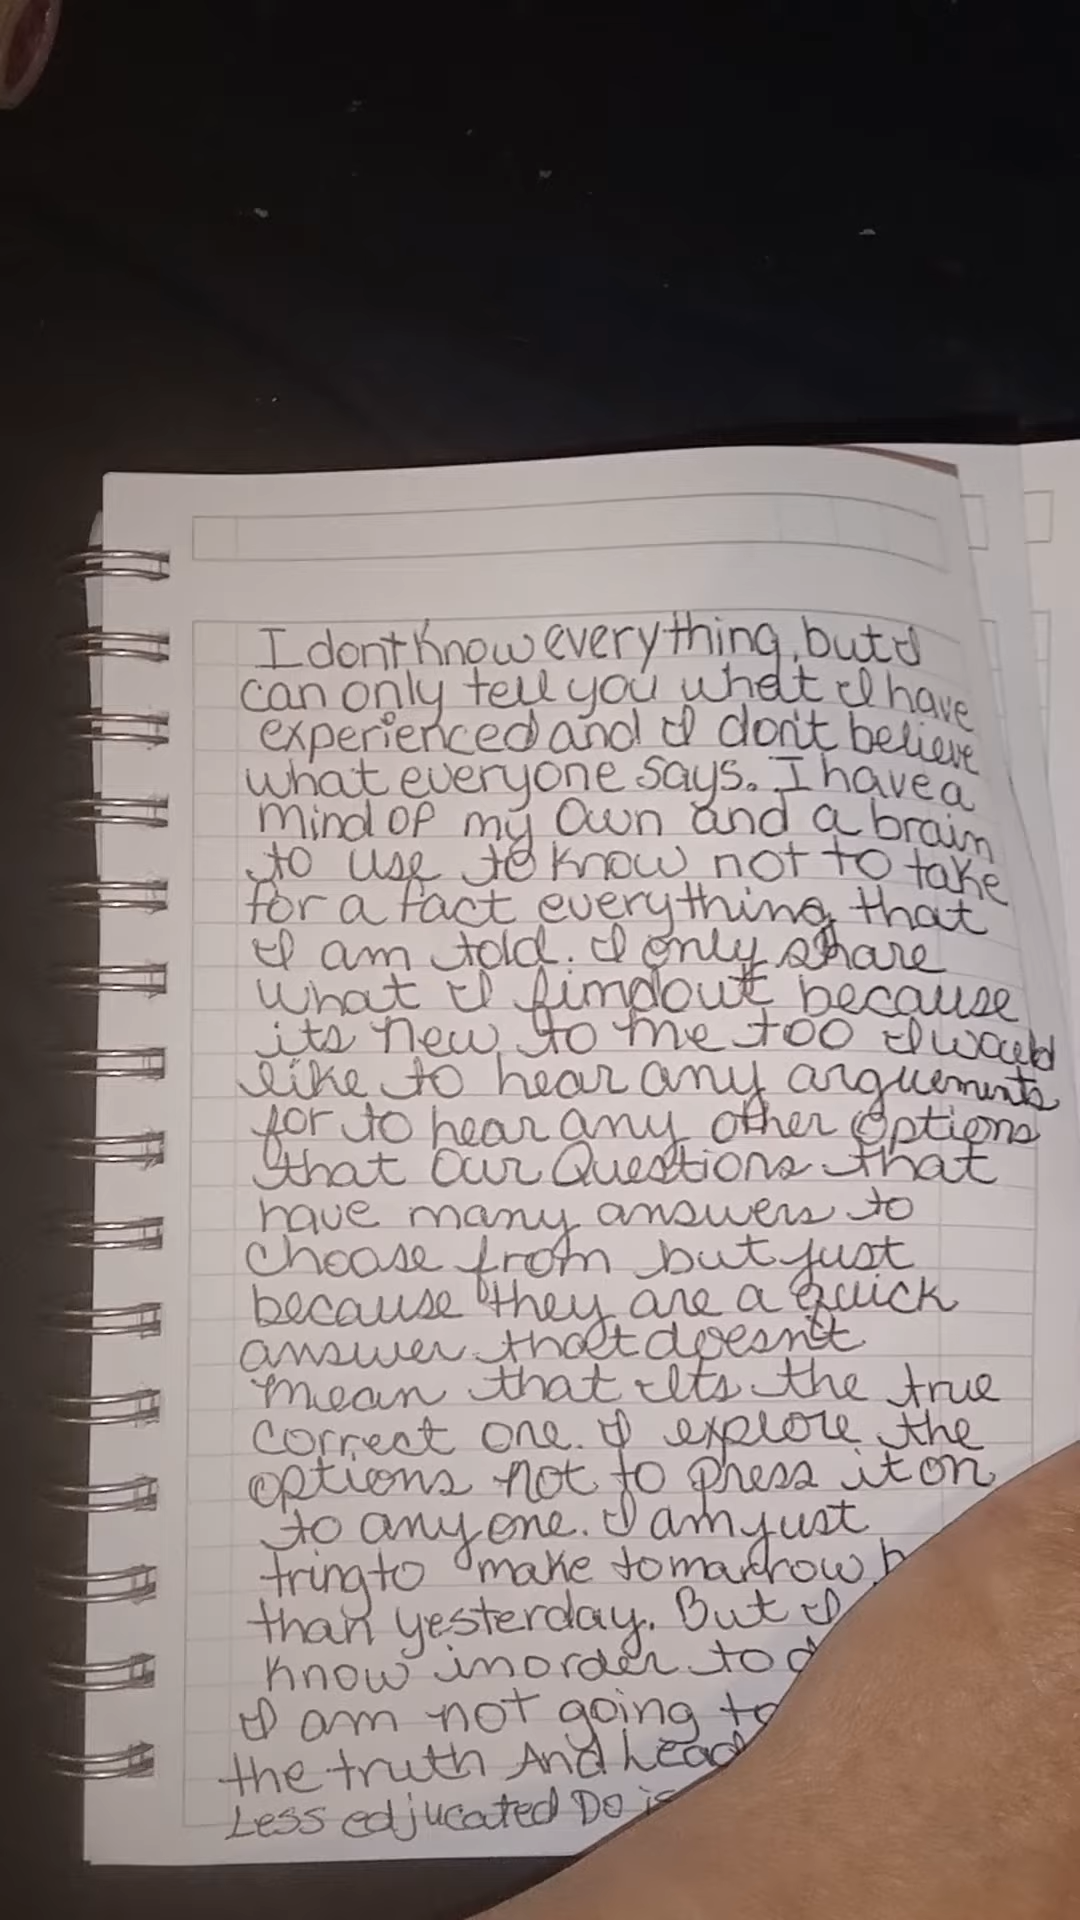 I dont know everything, but I
can only tell you what I have
experienced and I don't believe
what everyone says. I have a
mind of my own and a brain
to use to know not to take
for a fact everything that
I am told. I only share
what I findout because
its new to me too I would
like to hear any arguements
for to hear any other options
that our Questions that
have many answers to
choose from but just
because they are a quick
answer that doesn't
mean that Its the true
correct one. I explore the
options not to press it on
to anyone. I am just
tring to make tomarrow
than yesterday. But I
know inorder to
I am not going to
the truth And Lead
Less edjucated Do